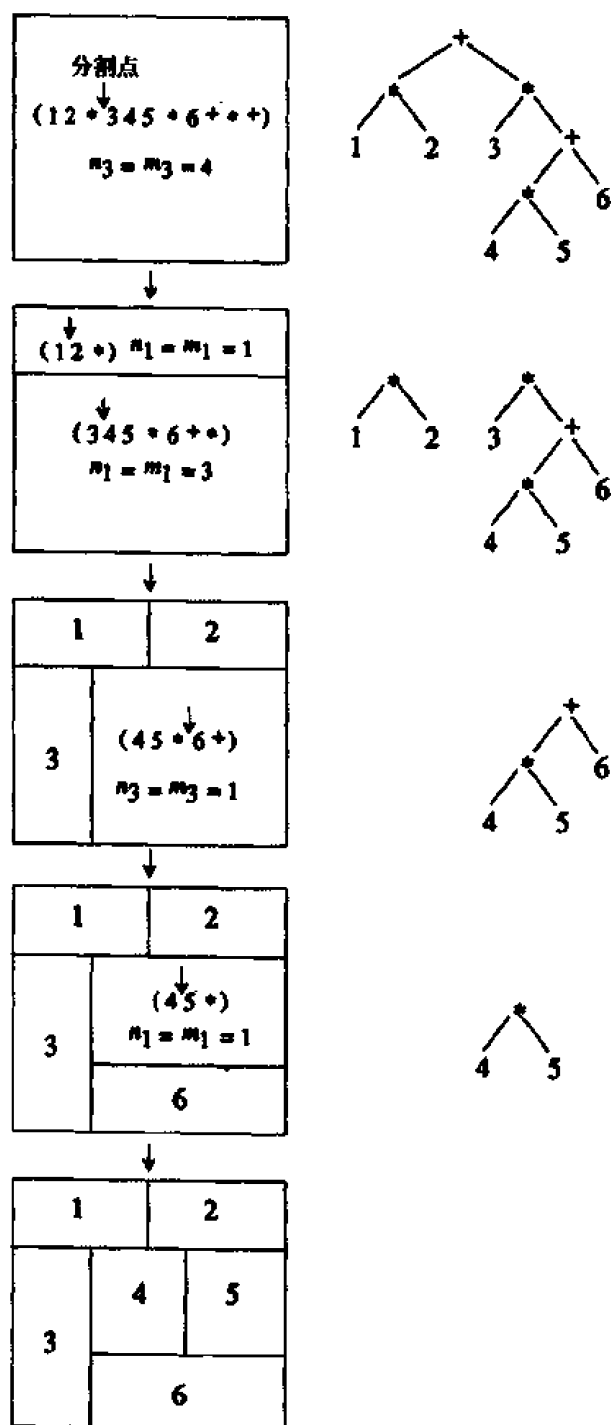 分割点
(12*345*6+*+)
n3 = m3 = 4
+
* *
1 2 3 +
* 6
4 5
(12*) n1 = m1 = 1
(345*6+*)
n1 = m1 = 3
* *
1 2 3 +
* 6
4 5
1 2
3 (45*6+)
n3 = m3 = 1
+
* 6
4 5
1 2
(45*)
3 n1 = m1 = 1
6
*
4 5
1 2
4 5
3
6